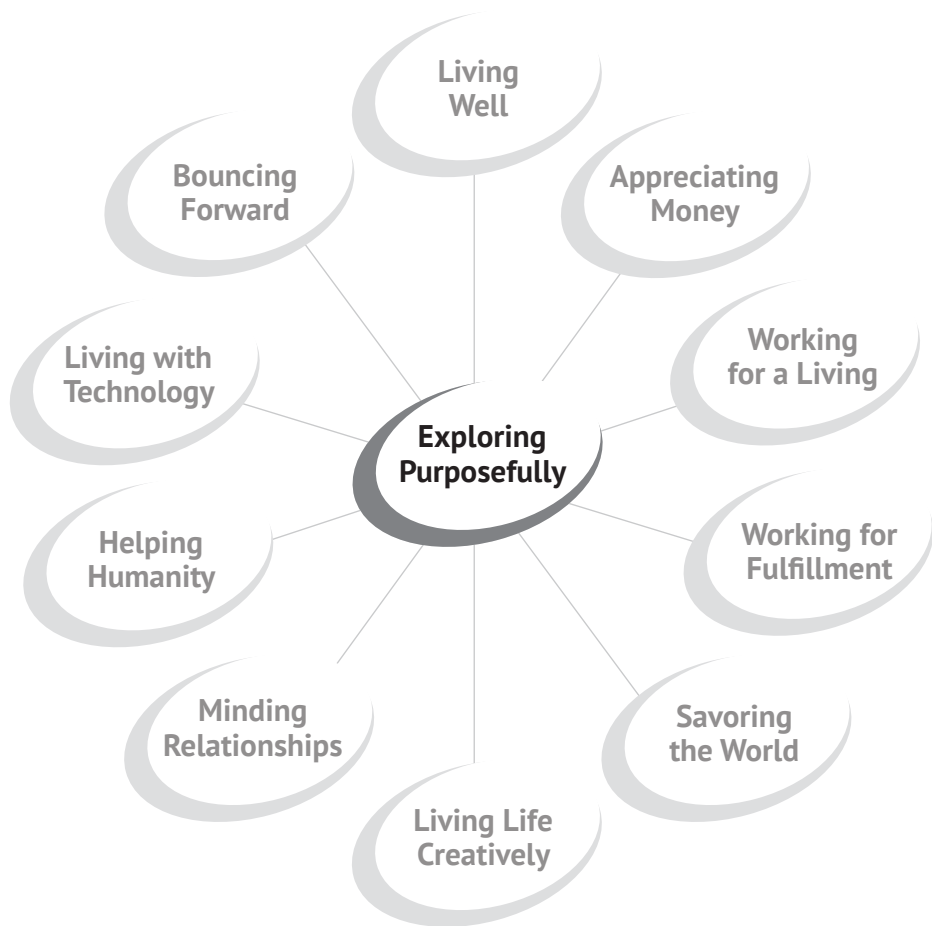 Living
Well
Appreciating
Money
Working
for a Living
Working for
Fulfillment
Savoring
the World
Living Life
Creatively
Minding
Relationships
Helping
Humanity
Living with
Technology
Bouncing
Forward
Exploring
Purposefully